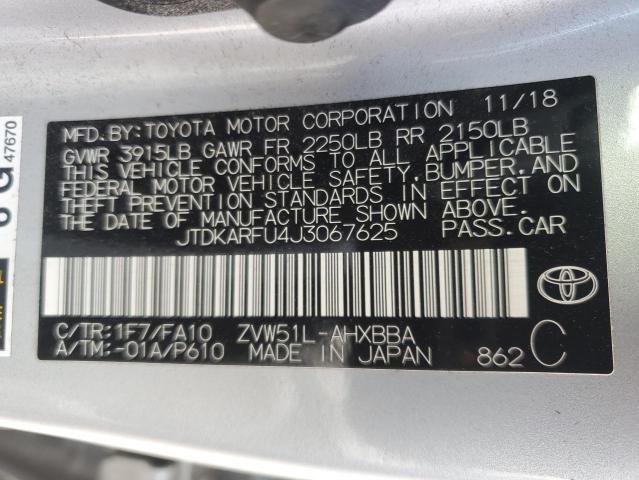 MFD. BY: TOYOTA MOTOR CORPORATION 11/18
GVWR 3915LB GAWR FR 2250LB RR 2150LB
THIS VEHICLE CONFORMS TO ALL APPLICABLE
FEDERAL MOTOR VEHICLE SAFETY, BUMPER, AND
THEFT PREVENTION STANDARDS IN EFFECT ON
THE DATE OF MANUFACTURE SHOWN ABOVE.
JTDKARFU4J3067625 PASS.CAR
C/TR: 1F7/FA10 ZVW51L-AHXBBA
A/TM: -01A/P610 MADE IN JAPAN 862 C
TOYOTA
47670